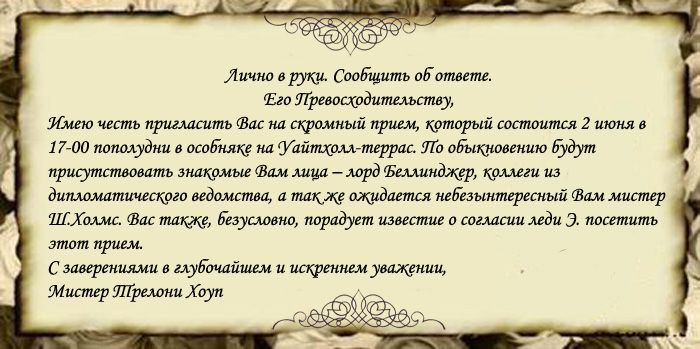 Лично в руки. Сообщить об ответе.
Его Превосходительству,
Имею честь пригласить Вас на скромный прием, который состоится 2 июня в
17-00 пополудни в особняке на Уайтхолл-террас. По обыкновению будут
присутствовать знакомые Вам лица – лорд Беллинджер, коллеги из
дипломатического ведомства, а так же ожидается небезынтересный Вам мистер
Ш.Холмс. Вас также, безусловно, порадует известие о согласии леди Э. посетить
этот прием.
С заверениями в глубочайшем и искреннем уважении,
Мистер Трелони Хоуп